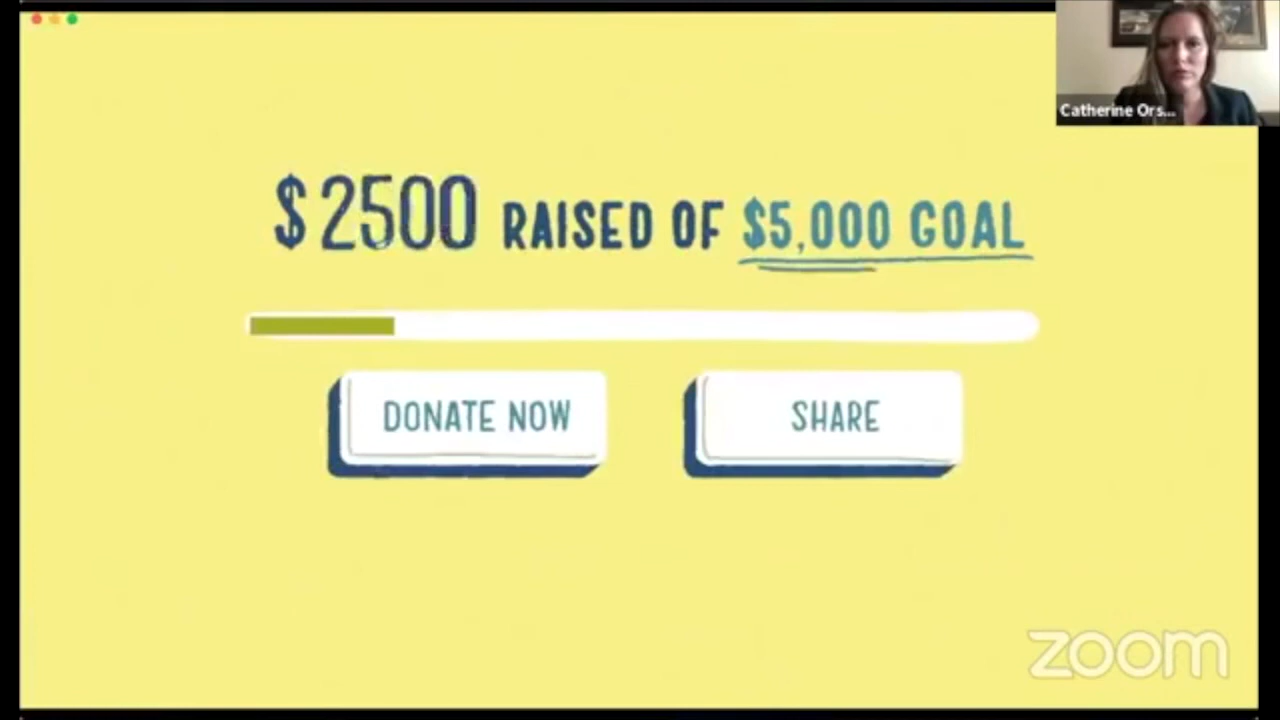 Catherine Ors...
$2500 RAISED OF $5,000 GOAL
DONATE NOW
SHARE
zoom